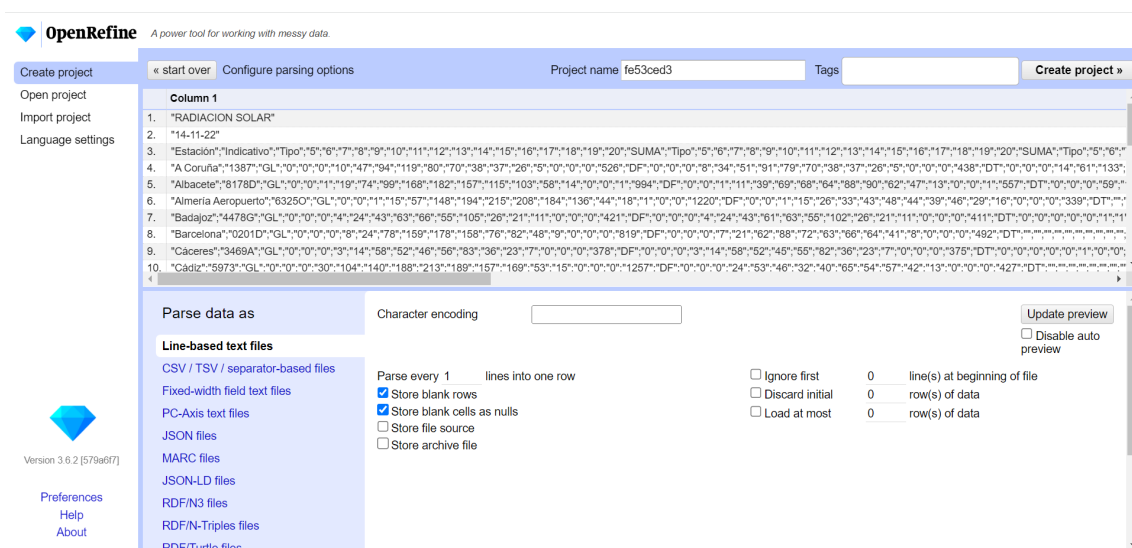 OpenRefine A power tool for working with messy data.
Create project
Open project
Import project
Language settings
« start over Configure parsing options Project name fe53ced3 Tags Create project »
Column 1
1. "RADIACION SOLAR"
2. "14-11-22"
3. "Estación";"Indicativo";"Tipo";"5";"6";"7";"8";"9";"10";"11";"12";"13";"14";"15";"16";"17";"18";"19";"20";"SUMA";"Tipo";"5";"6";"7";"8";"9";"10";"11";"12";"13";"14";"15";"16";"17";"18";"19";"20";"SUMA";"Tipo";"5";"6";"
4. "A Coruña";"1387";"GL";"0";"0";"0";"10";"47";"94";"119";"80";"70";"38";"37";"26";"5";"0";"0";"0";"526";"DF";"0";"0";"0";"8";"34";"51";"91";"79";"70";"38";"37";"26";"5";"0";"0";"0";"438";"DT";"0";"0";"0";"14";"61";"133";
5. "Albacete";"8178D";"GL";"0";"0";"1";"19";"74";"99";"168";"182";"157";"115";"103";"58";"14";"0";"0";"1";"994";"DF";"0";"0";"1";"11";"39";"69";"68";"64";"88";"90";"62";"47";"13";"0";"0";"1";"557";"DT";"0";"0";"0";"59";"
6. "Almería Aeropuerto";"6325O";"GL";"0";"0";"1";"15";"57";"148";"194";"215";"208";"184";"136";"44";"18";"1";"0";"0";"1220";"DF";"0";"0";"1";"15";"26";"33";"43";"48";"44";"39";"46";"29";"16";"0";"0";"0";"339";"DT";"";"
7. "Badajoz";"4478G";"GL";"0";"0";"0";"4";"24";"43";"63";"66";"55";"105";"26";"21";"11";"0";"0";"0";"421";"DF";"0";"0";"0";"4";"24";"43";"61";"63";"55";"102";"26";"21";"11";"0";"0";"0";"411";"DT";"0";"0";"0";"0";"0";"1";"1"
8. "Barcelona";"0201D";"GL";"0";"0";"0";"8";"24";"78";"159";"178";"158";"76";"82";"48";"9";"0";"0";"0";"819";"DF";"0";"0";"0";"7";"21";"62";"88";"72";"63";"66";"64";"41";"8";"0";"0";"0";"492";"DT";"";"";"";"";"";"";"";"";"";
9. "Cáceres";"3469A";"GL";"0";"0";"0";"3";"14";"58";"52";"46";"56";"83";"36";"23";"7";"0";"0";"0";"378";"DF";"0";"0";"0";"3";"14";"58";"52";"45";"55";"82";"36";"23";"7";"0";"0";"0";"375";"DT";"0";"0";"0";"0";"0";"1";"0";"0";
10. "Cádiz";"5973";"GL";"0";"0";"0";"30";"104";"140";"188";"213";"189";"157";"169";"53";"15";"0";"0";"0";"1257";"DF";"0";"0";"0";"24";"53";"46";"32";"40";"65";"54";"57";"42";"13";"0";"0";"0";"427";"DT";"";"";"";"";"";"";"";"";""
Parse data as
Character encoding
Update preview
Disable auto preview
Line-based text files
CSV / TSV / separator-based files
Fixed-width field text files
PC-Axis text files
JSON files
MARC files
JSON-LD files
RDF/N3 files
RDF/N-Triples files
RDF/Turtle files
Parse every 1 lines into one row
Store blank rows
Store blank cells as nulls
Store file source
Store archive file
Ignore first 0 line(s) at beginning of file
Discard initial 0 row(s) of data
Load at most 0 row(s) of data
Version 3.6.2 [579a6f7]
Preferences
Help
About